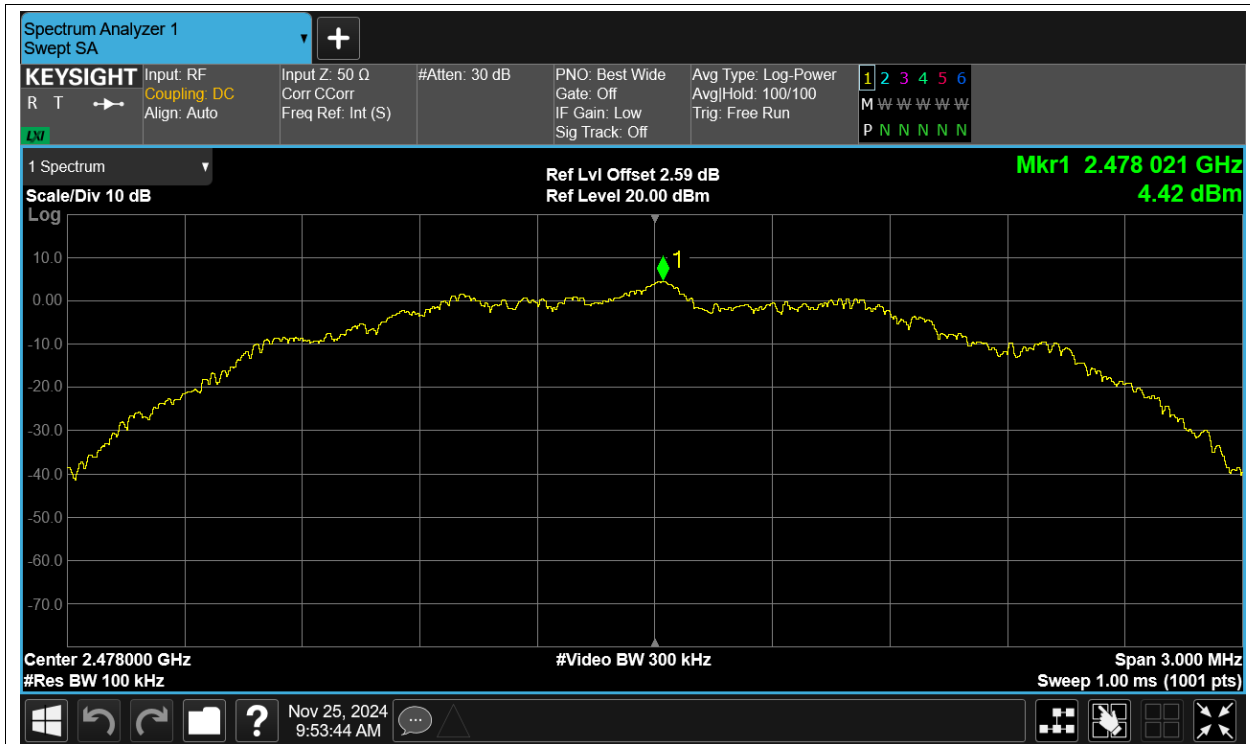 Spectrum Analyzer 1
Swept SA
+
KEYSIGHT
R T
LXI
Input: RF
Coupling: DC
Align: Auto
Input Z: 50 Ω
Corr CCorr
Freq Ref: Int (S)
#Atten: 30 dB
PNO: Best Wide
Gate: Off
IF Gain: Low
Sig Track: Off
Avg Type: Log-Power
Avg|Hold: 100/100
Trig: Free Run
1 2 3 4 5 6
M W W W W W
P N N N N N
1 Spectrum
Scale/Div 10 dB
Log
Ref Lvl Offset 2.59 dB
Ref Level 20.00 dBm
Mkr1 2.478 021 GHz
4.42 dBm
1
10.0
0.00
-10.0
-20.0
-30.0
-40.0
-50.0
-60.0
-70.0
Center 2.478000 GHz
#Res BW 100 kHz
#Video BW 300 kHz
Span 3.000 MHz
Sweep 1.00 ms (1001 pts)
?
Nov 25, 2024
9:53:44 AM